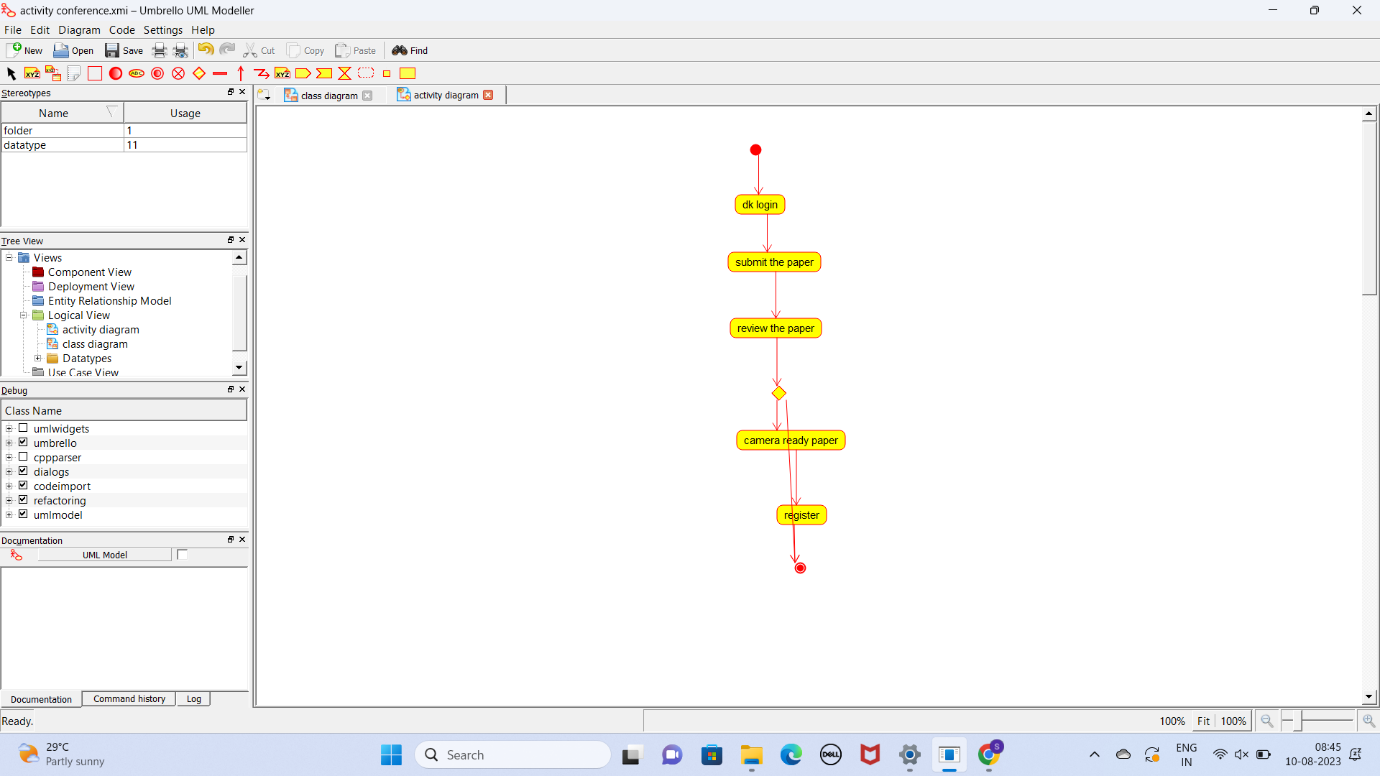 activity conference.xmi – Umbrello UML Modeller
File Edit Diagram Code Settings Help
New Open Save Cut Copy Paste Find
XYZ ABC XYZ
Stereotypes
Name Usage
folder 1
datatype 11
Tree View
Views
Component View
Deployment View
Entity Relationship Model
Logical View
activity diagram
class diagram
Datatypes
Use Case View
Debug
Class Name
umlwidgets
umbrello
cppparser
dialogs
codeimport
refactoring
umlmodel
Documentation
UML Model
Documentation Command history Log
class diagram activity diagram
dk login
submit the paper
review the paper
camera ready paper
register
Ready.
100% Fit 100%
29°C
Partly sunny
Search
DELL
S
ENG
IN
08:45
10-08-2023